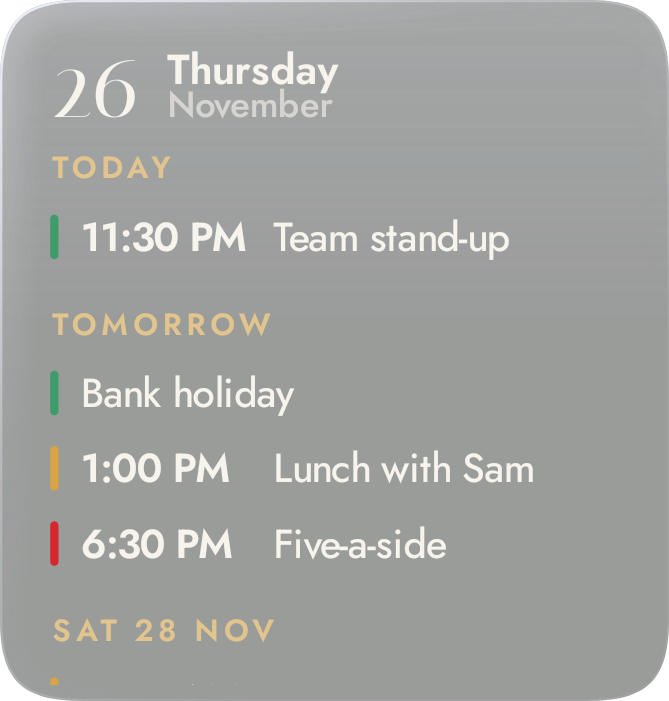 26 Thursday
November
TODAY
11:30 PM Team stand-up
TOMORROW
Bank holiday
1:00 PM Lunch with Sam
6:30 PM Five-a-side
SAT 28 NOV